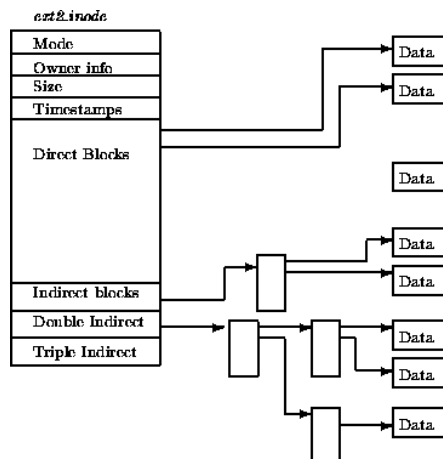 ext2_inode
Mode
Owner info
Size
Timestamps
Direct Blocks
Indirect blocks
Double Indirect
Triple Indirect
Data
Data
Data
Data
Data
Data
Data
Data